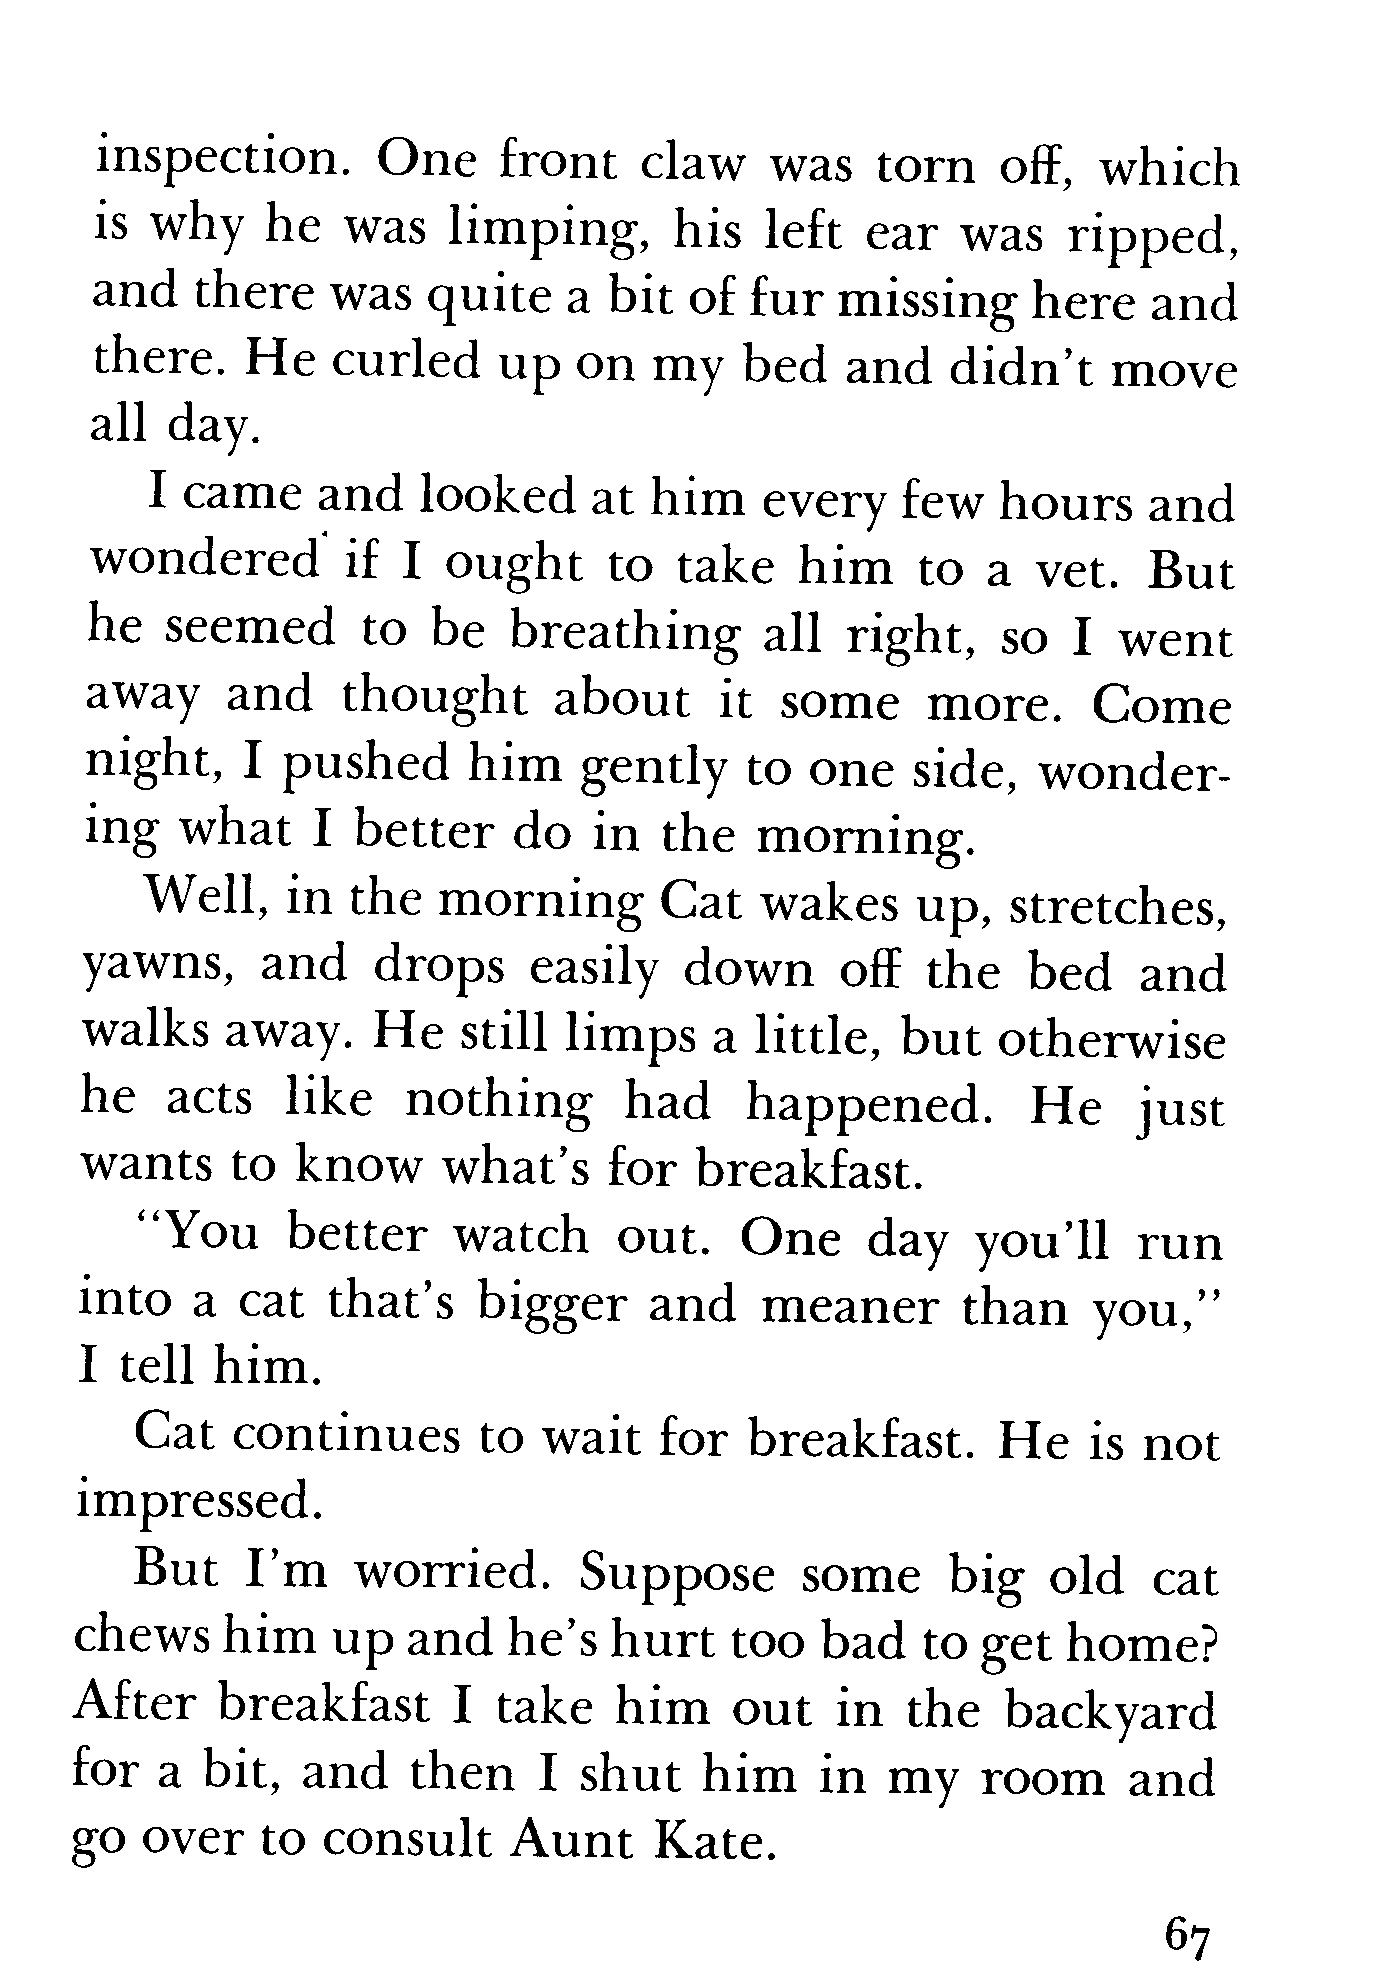 inspection. One front claw was torn off, which
is why he was limping, his left ear was ripped,
and there was quite a bit of fur missing here and
there. He curled up on my bed and didn't move
all day.
I came and looked at him every few hours and
wondered if I ought to take him to a vet. But
he seemed to be breathing all right, so I went
away and thought about it some more. Come
night, I pushed him gently to one side, wonder-
ing what I better do in the morning.
Well, in the morning Cat wakes up, stretches,
yawns, and drops easily down off the bed and
walks away. He still limps a little, but otherwise
he acts like nothing had happened. He just
wants to know what's for breakfast.
"You better watch out. One day you'll run
into a cat that's bigger and meaner than you,"
I tell him.
Cat continues to wait for breakfast. He is not
impressed.
But I'm worried. Suppose some big old cat
chews him up and he's hurt too bad to get home?
After breakfast I take him out in the backyard
for a bit, and then I shut him in my room and
go over to consult Aunt Kate.
67